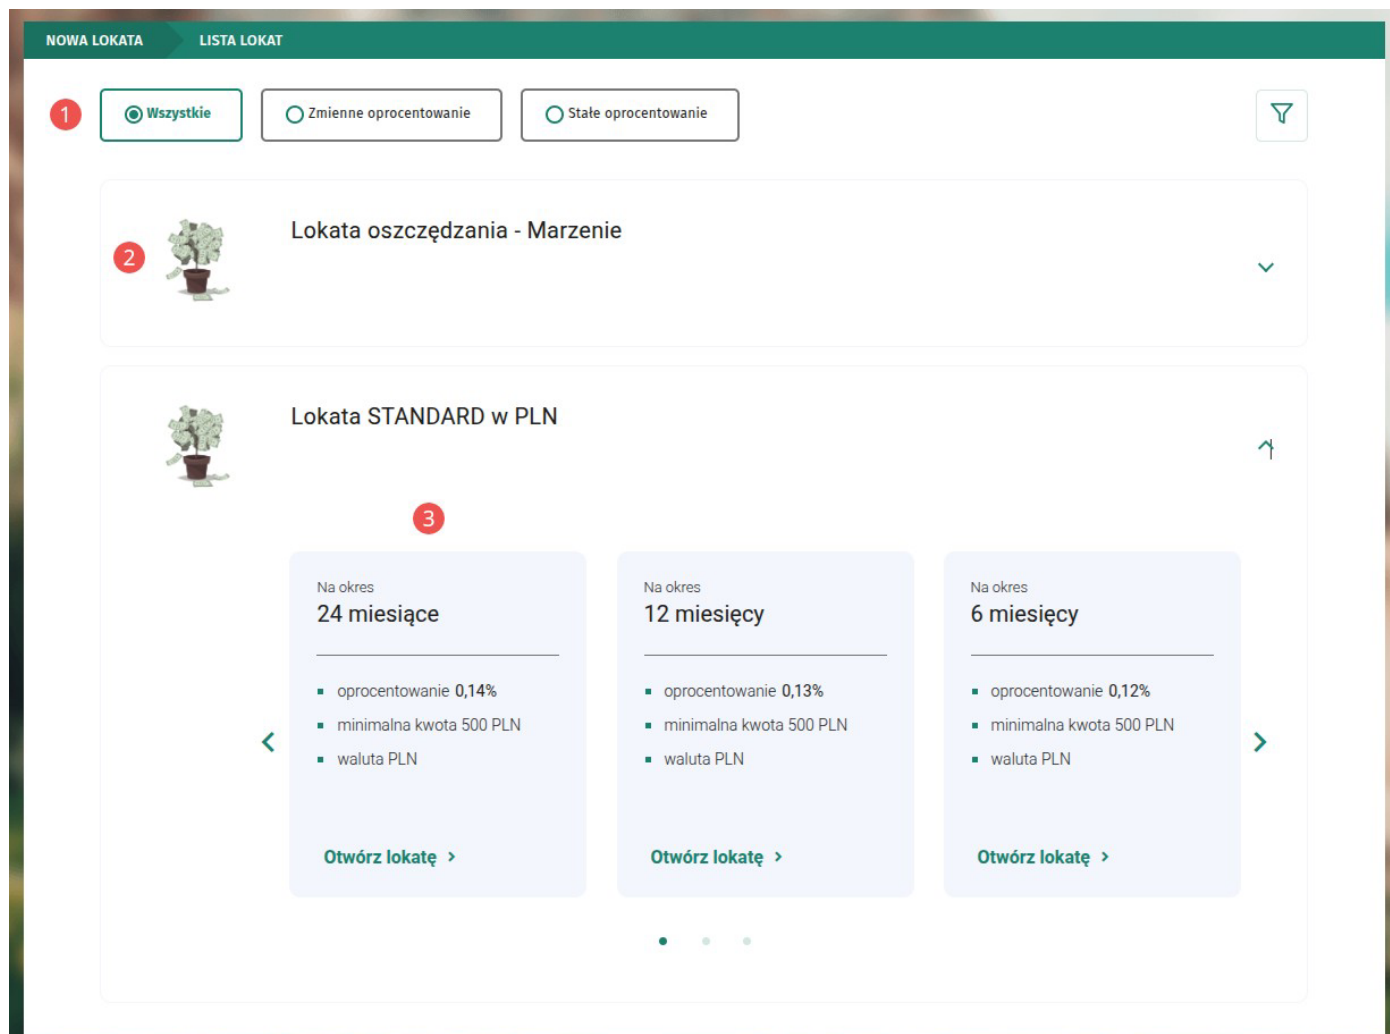 NOWA LOKATA LISTA LOKAT
1 Wszystkie Zmienne oprocentowanie Stałe oprocentowanie
Lokata oszczędzania - Marzenie
2
Lokata STANDARD w PLN
3
Na okres
24 miesiące
oprocentowanie 0,14%
minimalna kwota 500 PLN
waluta PLN
Otwórz lokatę
Na okres
12 miesięcy
oprocentowanie 0,13%
minimalna kwota 500 PLN
waluta PLN
Otwórz lokatę
Na okres
6 miesięcy
oprocentowanie 0,12%
minimalna kwota 500 PLN
waluta PLN
Otwórz lokatę